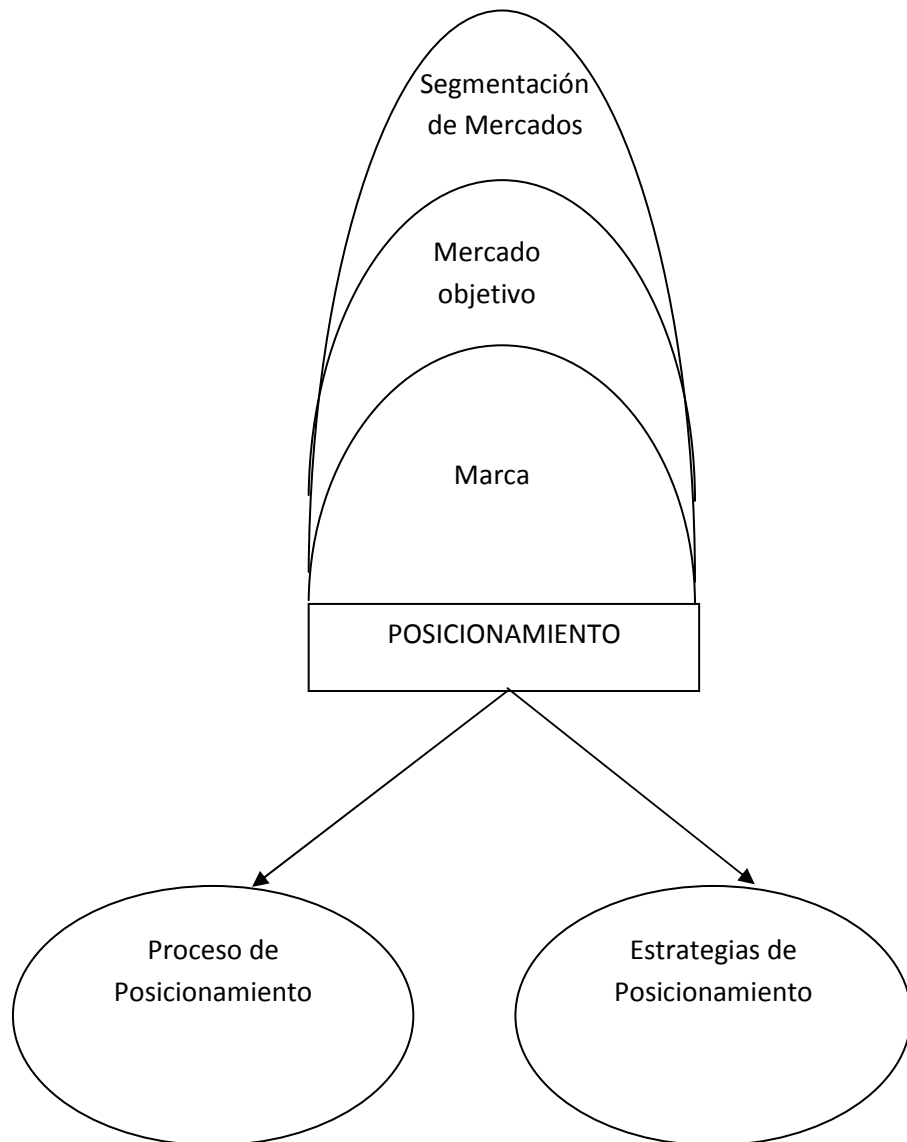 Segmentación
de Mercados
Mercado
objetivo
Marca
POSICIONAMIENTO
Proceso de
Posicionamiento
Estrategias de
Posicionamiento